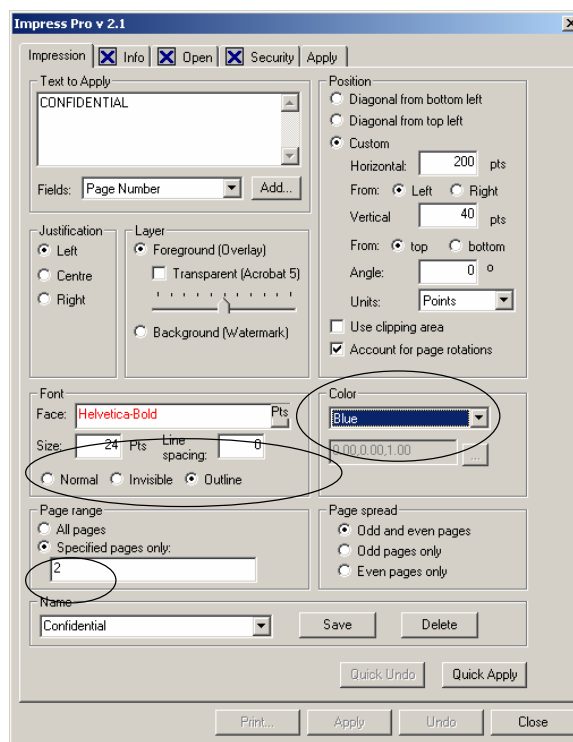 Impress Pro v 2.1
Impression Info Open Security Apply
Text to Apply
CONFIDENTIAL
Fields: Page Number Add...
Position
Diagonal from bottom left
Diagonal from top left
Custom
Horizontal: 200 pts
From: Left Right
Vertical 40 pts
From: top bottom
Angle: 0 o
Units: Points
Use clipping area
Account for page rotations
Justification
Left
Centre
Right
Layer
Foreground (Overlay)
Transparent (Acrobat 5)
Background (Watermark)
Font
Face: Helvetica-Bold Pts
Size: 24 Pts Line spacing: 0
Normal Invisible Outline
Color
Blue
0.00,0.00,1.00 ...
Page range
All pages
Specified pages only:
2
Page spread
Odd and even pages
Odd pages only
Even pages only
Name
Confidential Save Delete
Quick Undo Quick Apply
Print... Apply Undo Close